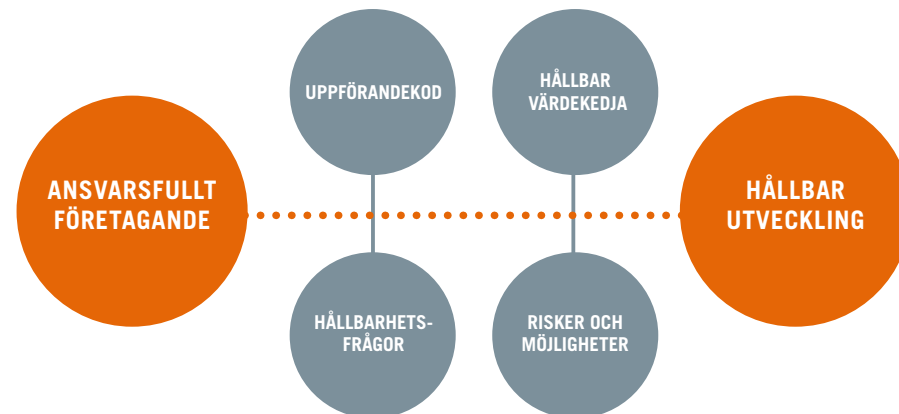 UPPFÖRANDEKOD
HÅLLBAR
VÄRDEKEDJA
ANSVARSFULLT
FÖRETAGANDE
HÅLLBAR
UTVECKLING
HÅLLBARHETS-
FRÅGOR
RISKER OCH
MÖJLIGHETER